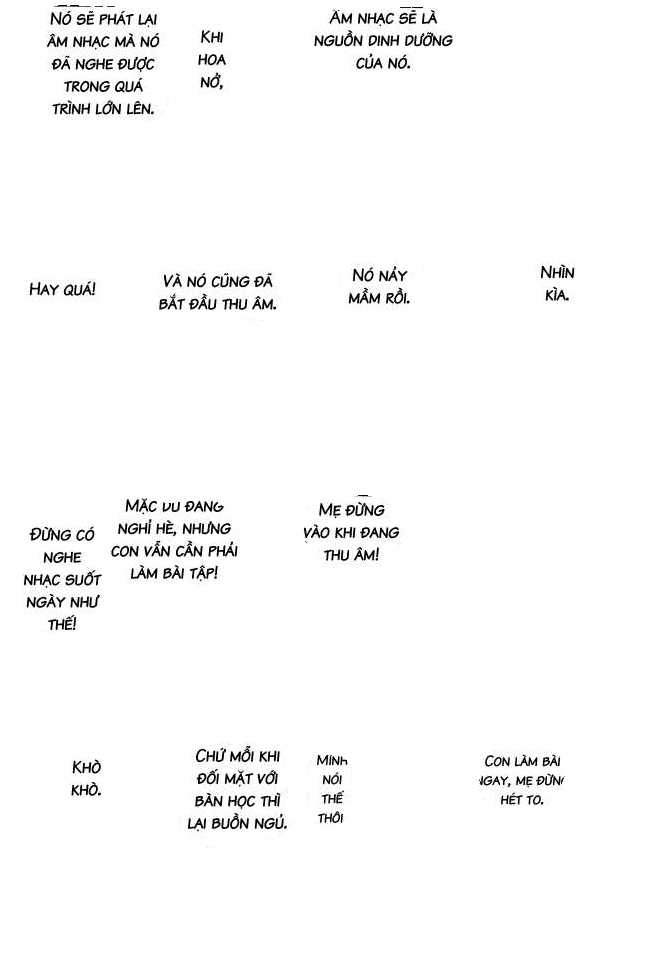 ÂM NHẠC SẼ LÀ
NGUỒN DINH DƯỠNG
CỦA NÓ.
KHI
HOA
NỞ,
NÓ SẼ PHÁT LẠI
ÂM NHẠC MÀ NÓ
ĐÃ NGHE ĐƯỢC
TRONG QUÁ
TRÌNH LỚN LÊN.
NHÌN
KÌA.
NÓ NẢY
MẦM RỒI.
VÀ NÓ CŨNG ĐÃ
BẮT ĐẦU THU ÂM.
HAY QUÁ!
MẸ ĐỪNG
VÀO KHI ĐANG
THU ÂM!
MẶC DÙ ĐANG
NGHỈ HÈ, NHƯNG
CON VẪN CẦN PHẢI
LÀM BÀI TẬP!
ĐỪNG CÓ
NGHE
NHẠC SUỐT
NGÀY NHƯ
THẾ!
CON LÀM BÀI
NGAY, MẸ ĐỪNG
HÉT TO.
MÌNH
NÓI
THẾ
THÔI
CHỨ MỖI KHI
ĐỐI MẶT VỚI
BÀN HỌC THÌ
LẠI BUỒN NGỦ.
KHÒ
KHÒ.